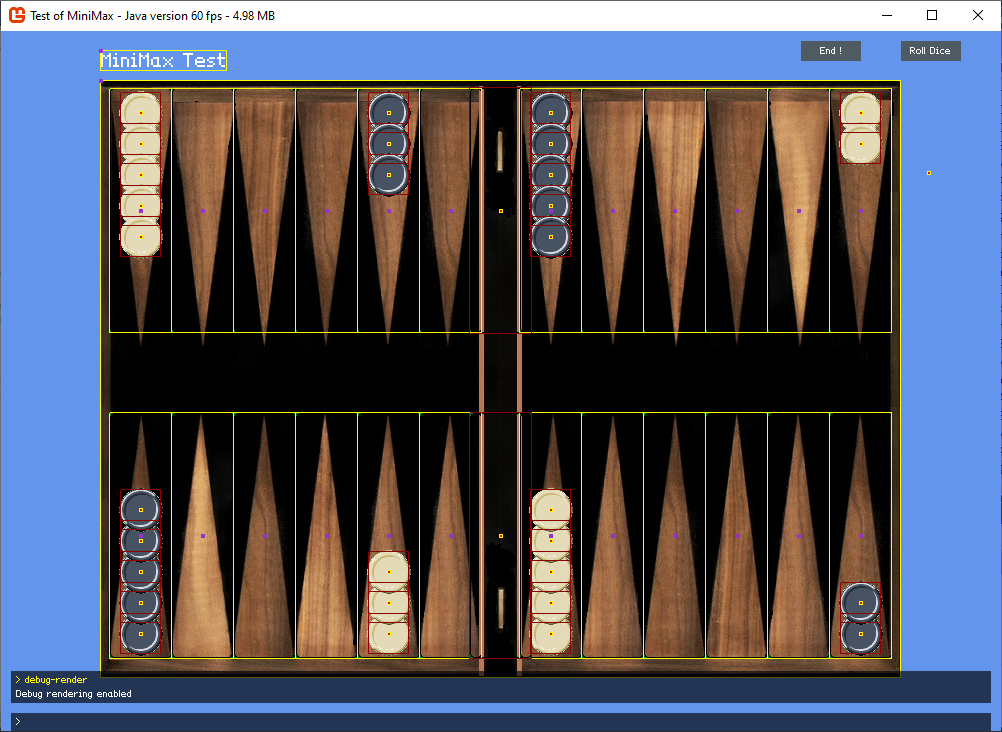 Test of MiniMax - Java version 60 fps - 4.98 MB
End !
Roll Dice
MiniMax Test
> debug-render
Debug rendering enabled
>